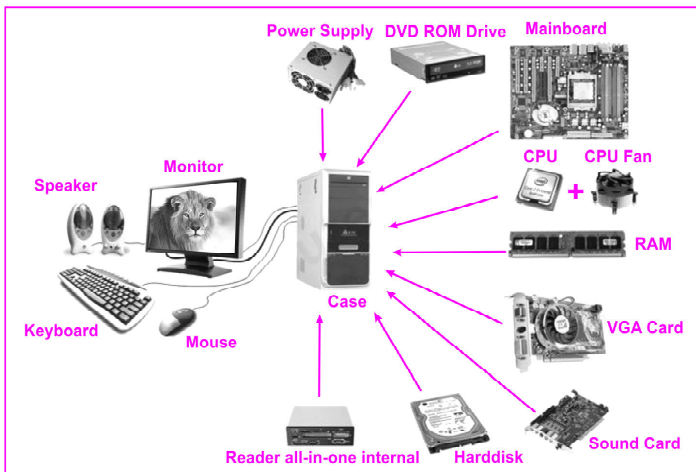 Power Supply
DVD ROM Drive
Mainboard
CPU
CPU Fan
Monitor
Speaker
RAM
Case
Keyboard
Mouse
VGA Card
Reader all-in-one internal
Harddisk
Sound Card